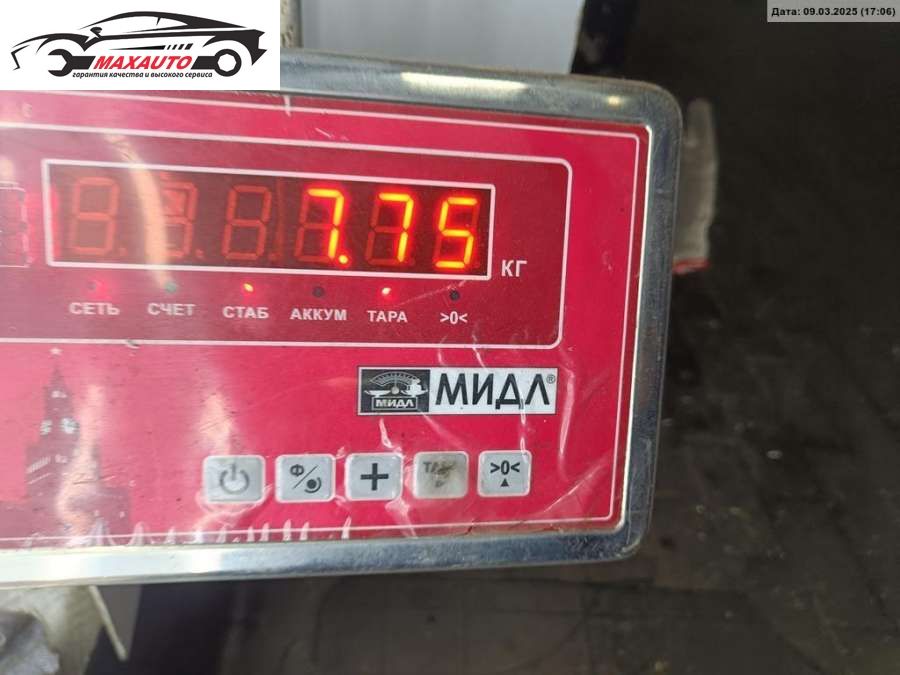 Дата: 09.03.2025 (17:06)
MAXAUTO
гарантия качества и высокого сервиса
7.75
КГ
СЕТЬ СЧЕТ СТАБ АККУМ ТАРА >0<
МИДЛ МИДЛ®
Ф >0<